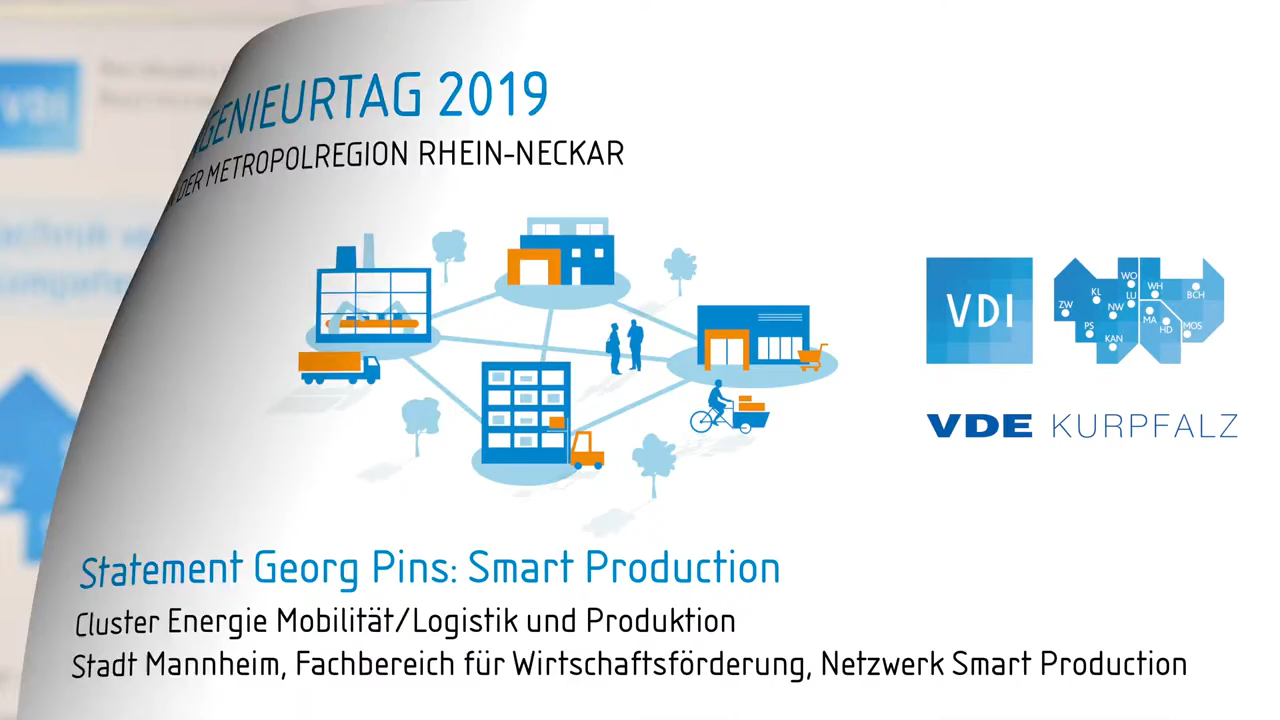 GENIEURTAG 2019
DER METROPOLREGION RHEIN-NECKAR
VDI
VDI
ZW
KL
WO
LU
NW
PS
KAN
WH
BCH
MA
HD
MOS
VDE KURPFALZ
Statement Georg Pins: Smart Production
Cluster Energie Mobilität/Logistik und Produktion
Stadt Mannheim, Fachbereich für Wirtschaftsförderung, Netzwerk Smart Production